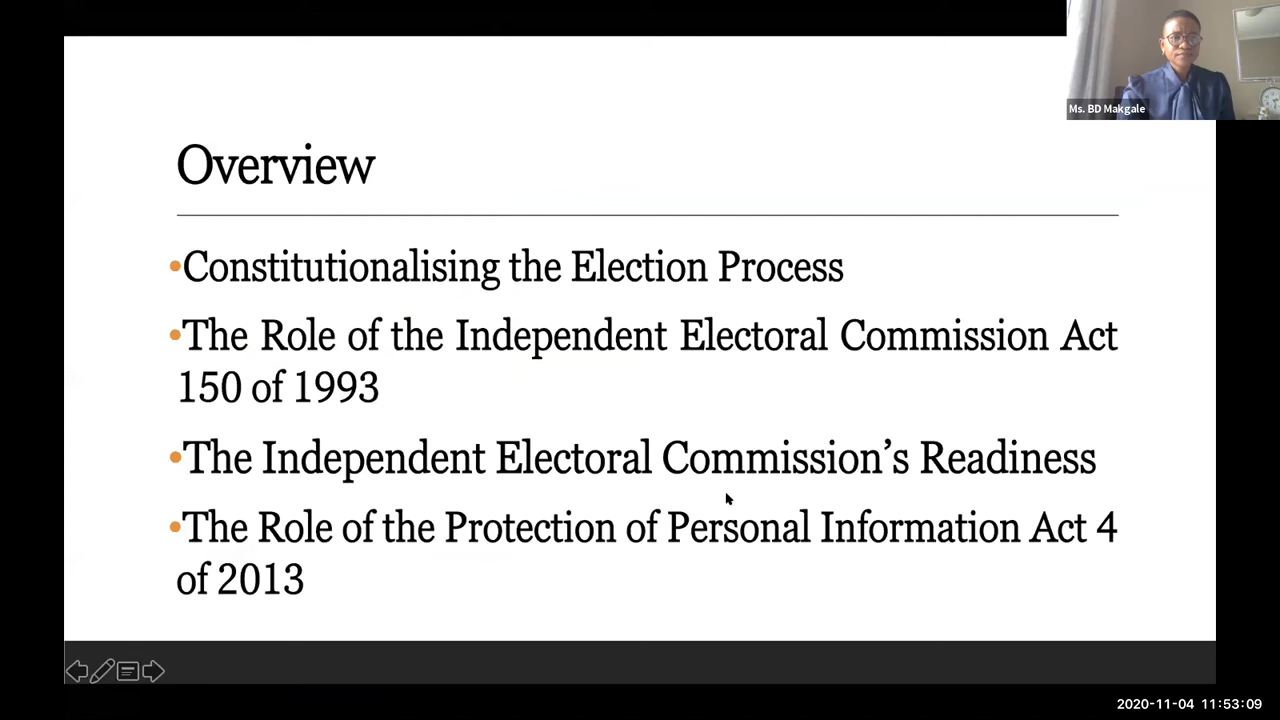 Ms. BD Makgale
Overview
•Constitutionalising the Election Process
•The Role of the Independent Electoral Commission Act
150 of 1993
•The Independent Electoral Commission’s Readiness
•The Role of the Protection of Personal Information Act 4
of 2013
2020-11-04 11:53:09